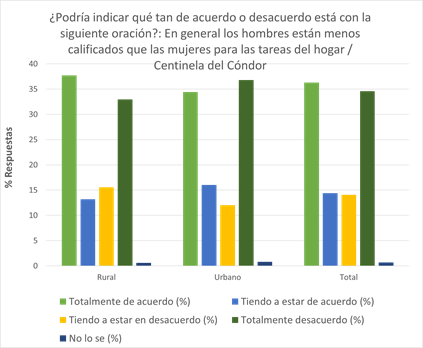 ¿Podría indicar qué tan de acuerdo o desacuerdo está con la
siguiente oración?: En general los hombres están menos
calificados que las mujeres para las tareas del hogar /
Centinela del Cóndor
% Respuestas
40
35
30
25
20
15
10
5
0
Rural Urbano Total
Totalmente de acuerdo (%) Tiendo a estar de acuerdo (%)
Tiendo a estar en desacuerdo (%) Totalmente desacuerdo (%)
No lo se (%)